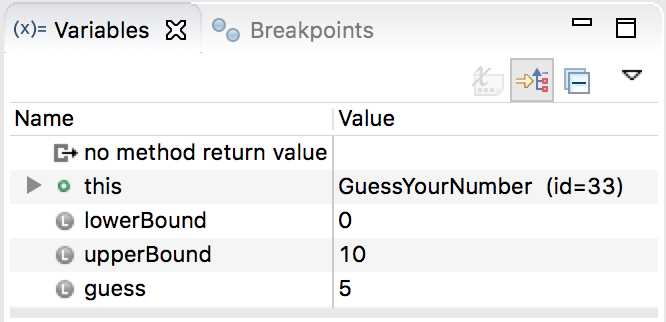 (x)= Variables Breakpoints
Name Value
no method return value
this GuessYourNumber (id=33)
lowerBound 0
upperBound 10
guess 5